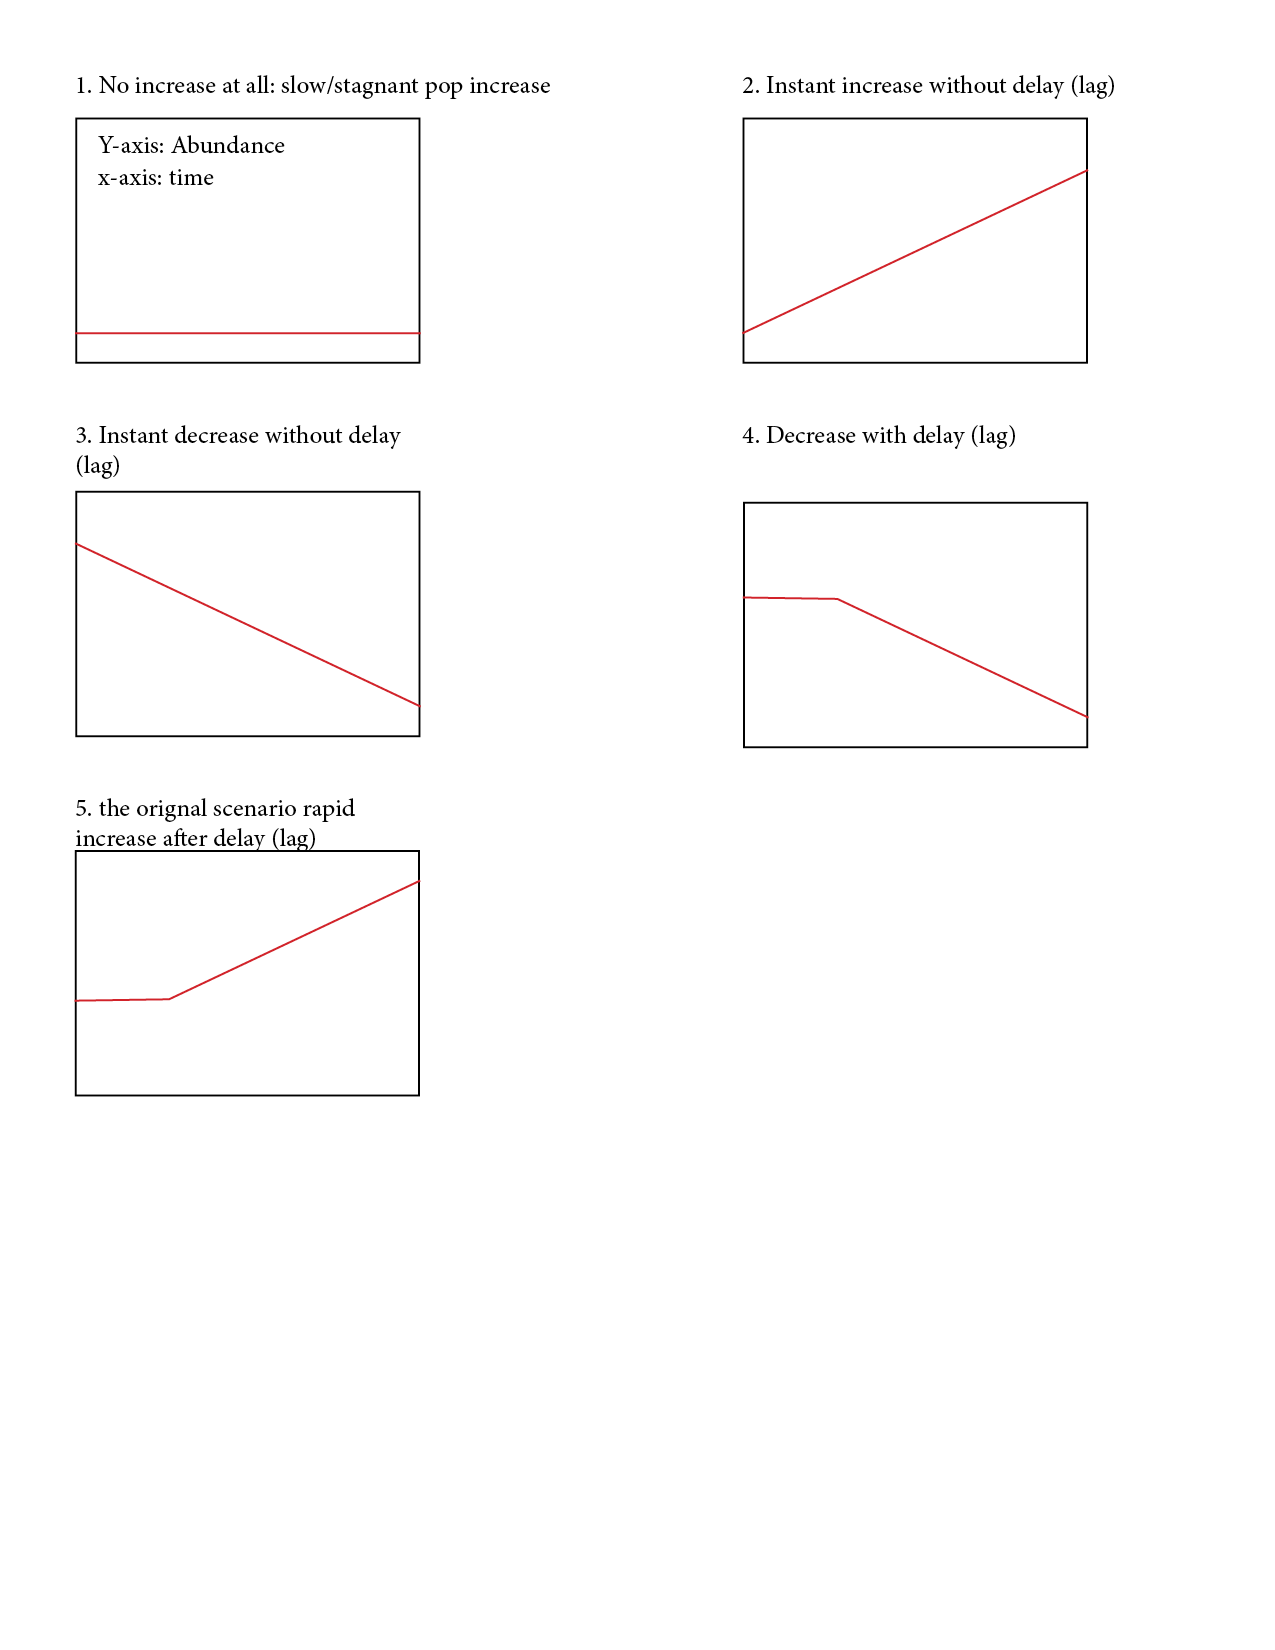 1. No increase at all: slow/stagnant pop increase
Y-axis: Abundance
x-axis: time
2. Instant increase without delay (lag)
3. Instant decrease without delay
(lag)
4. Decrease with delay (lag)
5. the orignal scenario rapid
increase after delay (lag)